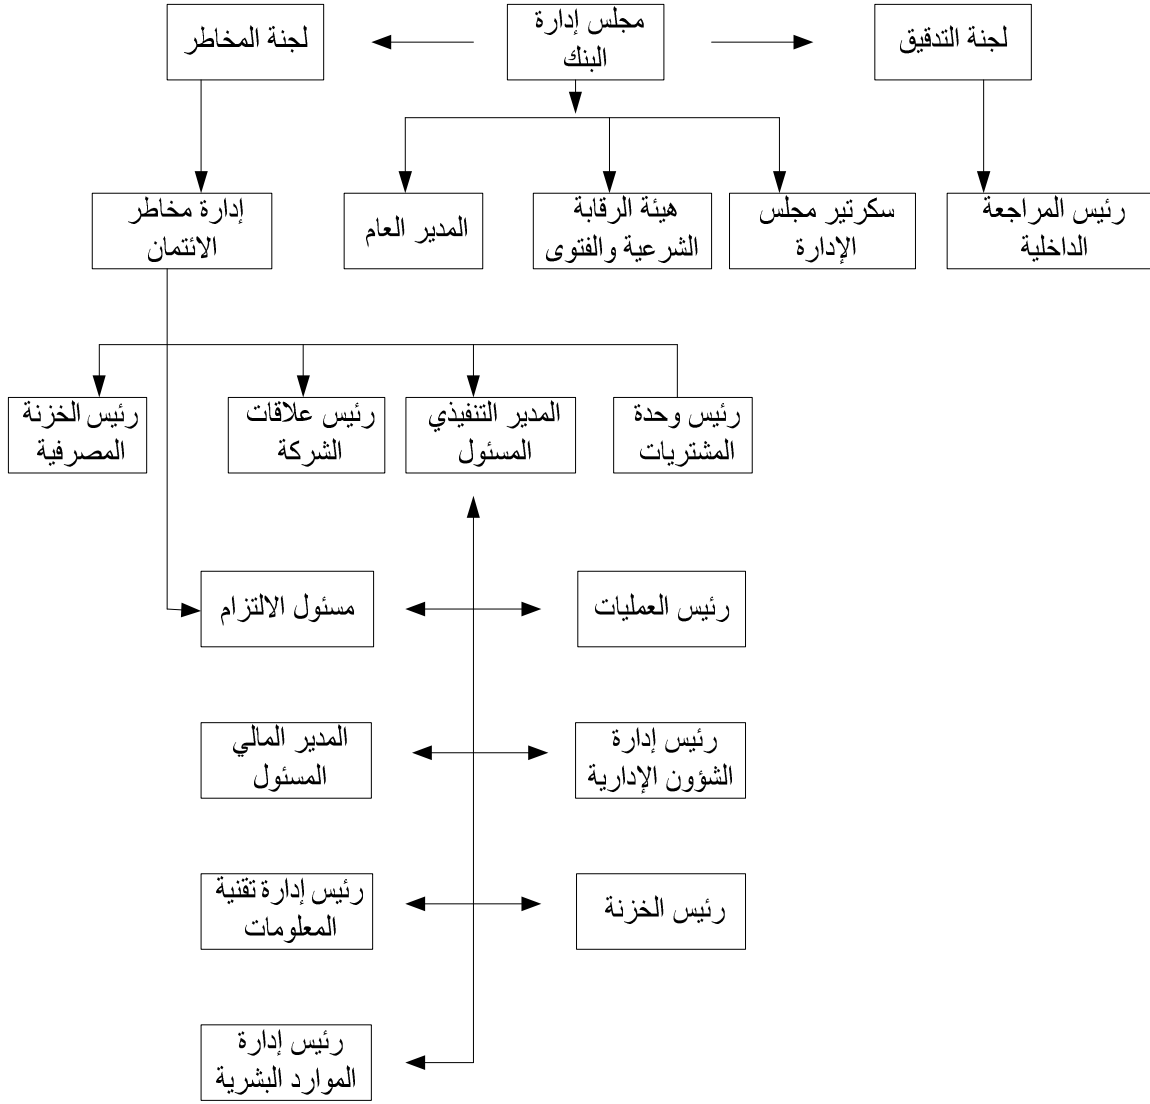 مجلس إدارة
البنك
لجنة التدقيق
لجنة المخاطر
رئيس المراجعة
الداخلية
سكرتير مجلس
الإدارة
هيئة الرقابة
الشرعية والفتوى
المدير العام
إدارة مخاطر
الائتمان
رئيس وحدة
المشتريات
المدير التنفيذي
المسئول
رئيس علاقات
الشركة
رئيس الخزنة
المصرفية
رئيس العمليات
مسئول الالتزام
رئيس إدارة
الشؤون الإدارية
المدير المالي
المسئول
رئيس الخزنة
رئيس إدارة تقنية
المعلومات
رئيس إدارة
الموارد البشرية